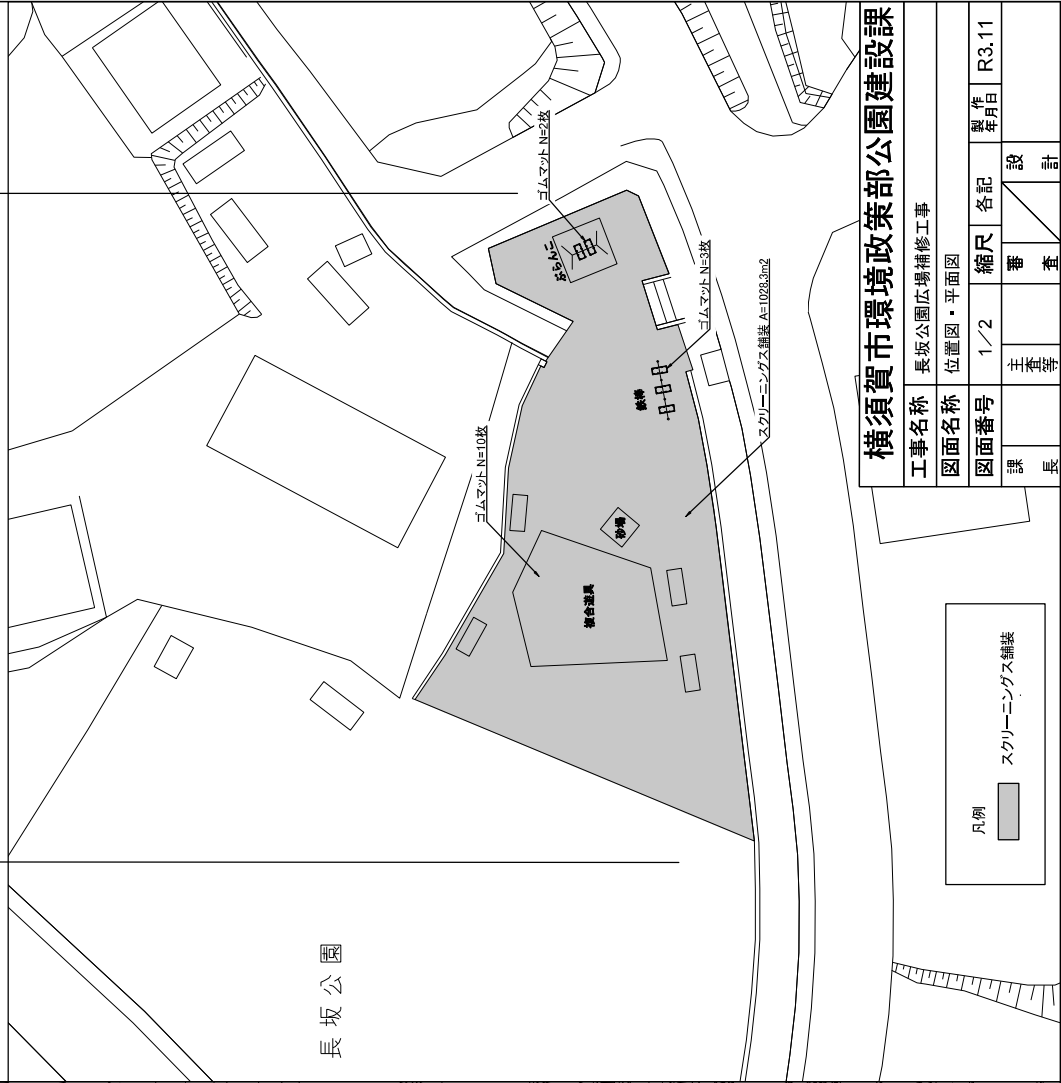 長坂公園
ゴムマット N=10枚
ゴムマット N=2枚
ぶらんこ
ゴムマット N=3枚
鉄棒
砂場
複合遊具
スクリーニングス舗装 A=1028.3m2
凡例
スクリーニングス舗装
横須賀市環境政策部公園建設課
工事名称 長坂公園広場補修工事
図面名称 位置図・平面図
図面番号 1/2 縮尺 各記 製作年月日 R3.11
課長 主査等 審査 設計